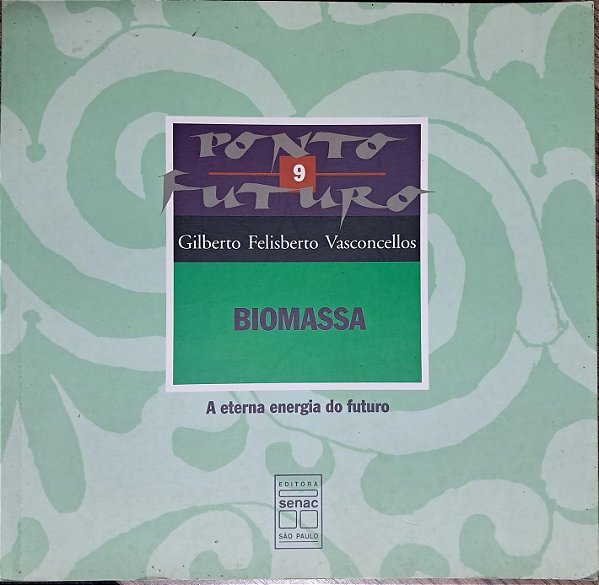 PONTO
9
FUTURO
Gilberto Felisberto Vasconcellos
BIOMASSA
A eterna energia do futuro
EDITORA
senac
SÃO PAULO